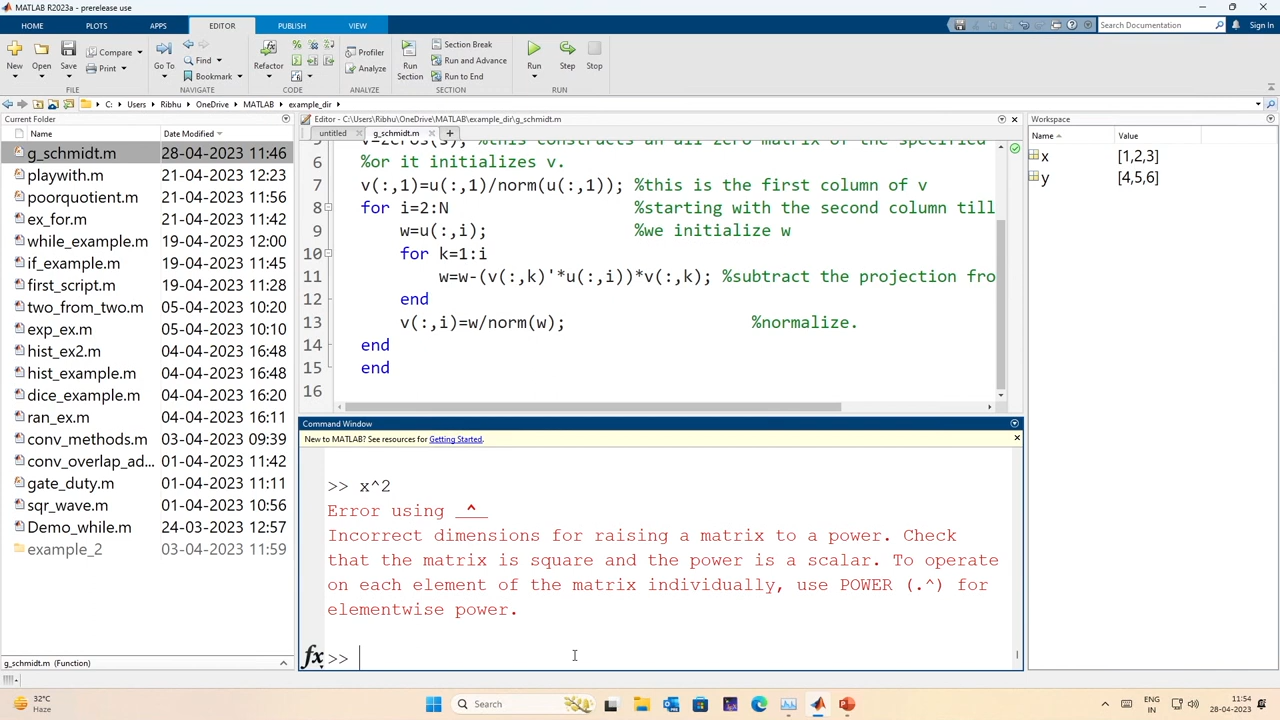 MATLAB R2023a - prerelease use
HOME PLOTS APPS EDITOR PUBLISH VIEW
Search Documentation Sign In
New Open Save Compare Print Go To Find Bookmark Refactor Profiler Analyze Run Section Section Break Run and Advance Run to End Run Step Stop
FILE NAVIGATE CODE ANALYZE SECTION RUN
C: Users Ribhu OneDrive MATLAB example_dir
Current Folder
Name Date Modified
g_schmidt.m 28-04-2023 11:46
playwith.m 21-04-2023 12:23
poorquotient.m 21-04-2023 11:56
ex_for.m 21-04-2023 11:42
while_example.m 19-04-2023 12:00
if_example.m 19-04-2023 11:45
first_script.m 19-04-2023 11:28
two_from_two.m 05-04-2023 10:20
exp_ex.m 05-04-2023 10:10
hist_ex2.m 04-04-2023 16:48
hist_example.m 04-04-2023 16:48
dice_example.m 04-04-2023 16:20
ran_ex.m 04-04-2023 16:11
conv_methods.m 03-04-2023 09:39
conv_overlap_ad... 01-04-2023 11:42
gate_duty.m 01-04-2023 11:11
sqr_wave.m 01-04-2023 10:56
Demo_while.m 24-03-2023 12:57
example_2 03-04-2023 11:59
g_schmidt.m (Function)
Editor - C:\Users\Ribhu\OneDrive\MATLAB\example_dir\g_schmidt.m
untitled g_schmidt.m
5 v=zeros(s); %this constructs an all zero matrix of the specified
6 %or it initializes v.
7 v(:,1)=u(:,1)/norm(u(:,1)); %this is the first column of v
8 for i=2:N %starting with the second column till
9 w=u(:,i); %we initialize w
10 for k=1:i
11 w=w-(v(:,k)'*u(:,i))*v(:,k); %subtract the projection fro
12 end
13 v(:,i)=w/norm(w); %normalize.
14 end
15 end
16
Command Window
New to MATLAB? See resources for Getting Started.
>> x^2
Error using ^
Incorrect dimensions for raising a matrix to a power. Check
that the matrix is square and the power is a scalar. To operate
on each element of the matrix individually, use POWER (.^) for
elementwise power.
fx >>
Workspace
Name Value
x [1,2,3]
y [4,5,6]
32°C
Haze
Search
ENG
IN
11:54
28-04-2023